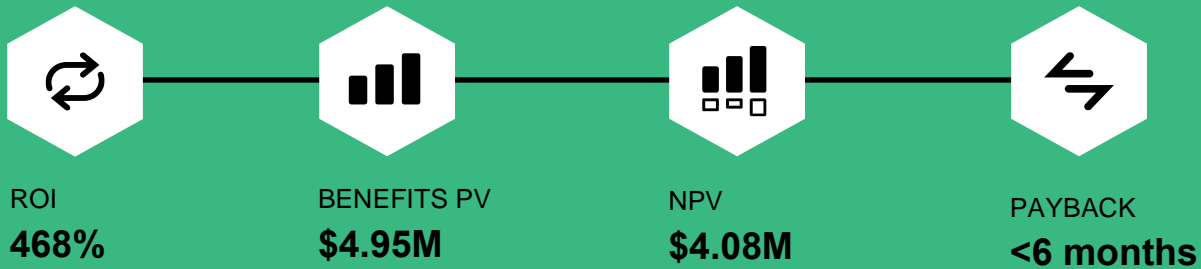 ROI
468%
BENEFITS PV
$4.95M
NPV
$4.08M
PAYBACK
<6 months